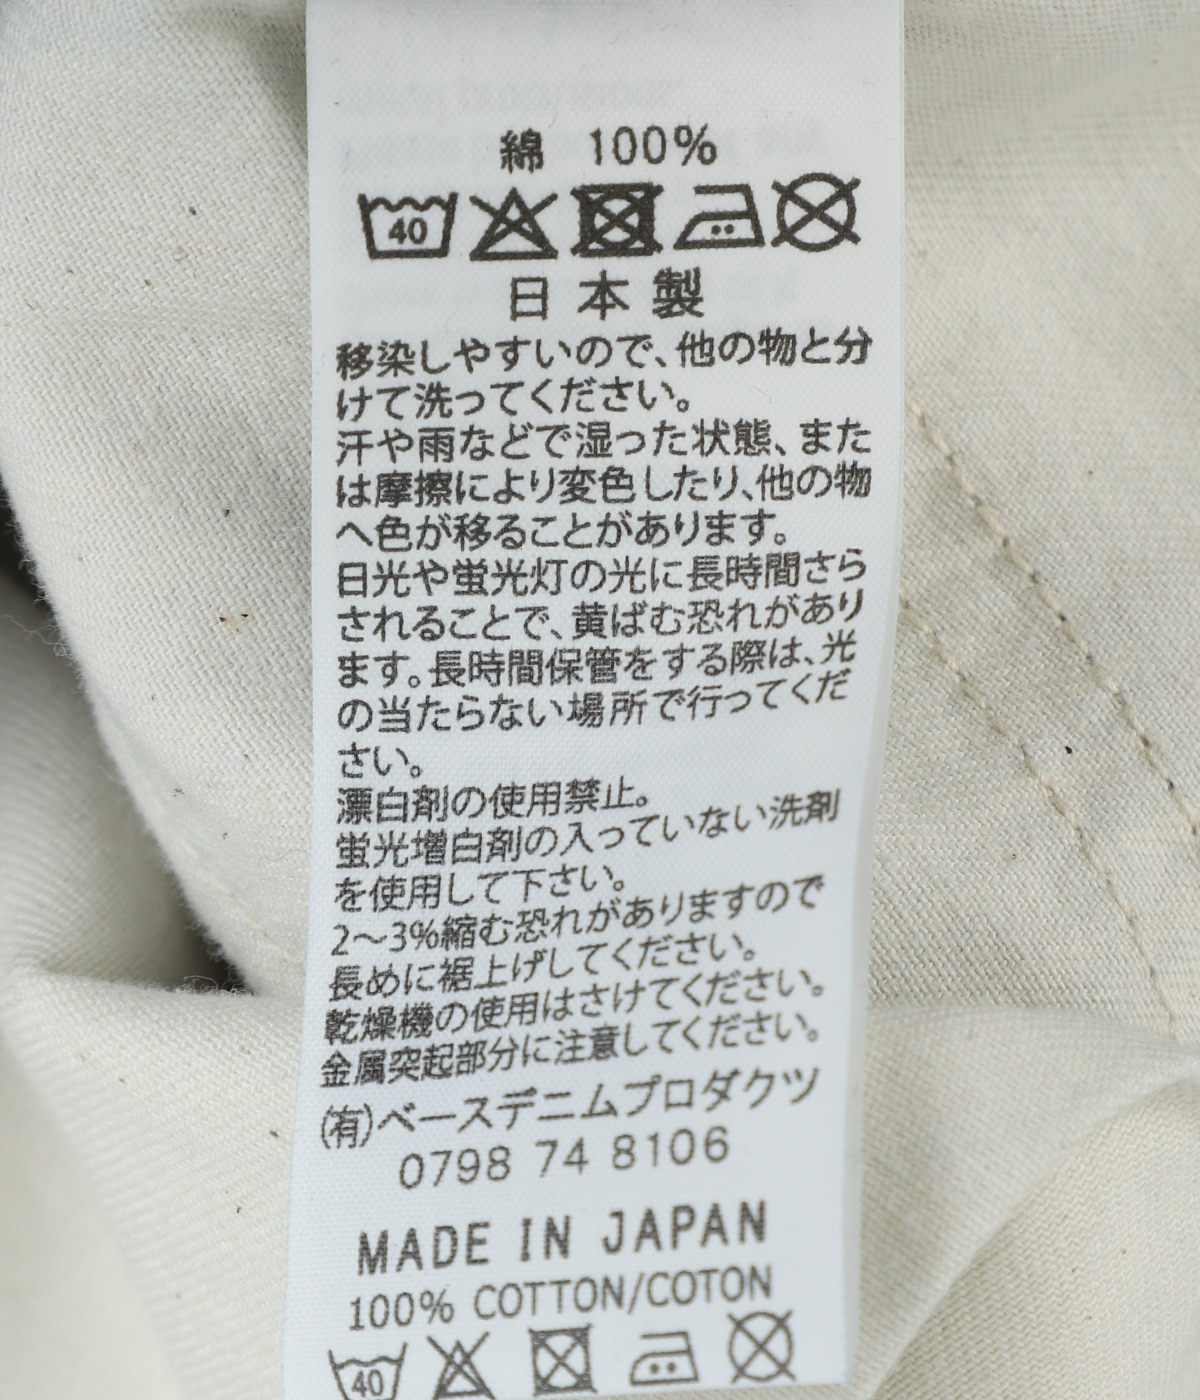 綿 100%
40
日本製
移染しやすいので、他の物と分
けて洗ってください。
汗や雨などで湿った状態、また
は摩擦により変色したり、他の物
へ色が移ることがあります。
日光や蛍光灯の光に長時間さら
されることで、黄ばむ恐れがあり
ます。長時間保管をする際は、光
の当たらない場所で行ってくだ
さい。
漂白剤の使用禁止。
蛍光増白剤の入っていない洗剤
を使用して下さい。
2～3%縮む恐れがありますので
長めに裾上げしてください。
乾燥機の使用はさけてください。
金属突起部分に注意してください。
(有)ベースデニムプロダクツ
0798 74 8106
MADE IN JAPAN
100% COTTON/COTON
40